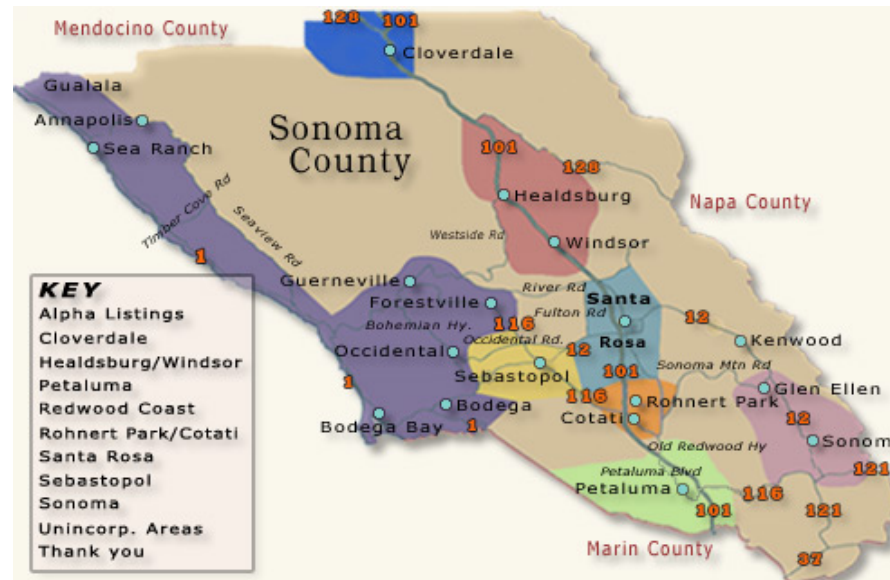 128
101
Mendocino County
Cloverdale
Gualala
Annapolis
Sea Ranch
Sonoma
County
101
128
Healdsburg
Napa County
Timber Cove Rd
Seaview Rd
Westside Rd
Windsor
1
Guerneville
River Rd
Forestville
Santa
Fulton Rd
116
Bohemian Hy.
Occidental Rd.
Rosa
12
Kenwood
Occidental
12
Sebastopol
101
Sonoma Mtn Rd
1
116
Glen Ellen
Rohnert Park
Bodega
Cotati
12
Bodega Bay
1
Old Redwood Hy
Sonom
Petaluma Blvd
121
Petaluma
116
101
121
Marin County
37
KEY
Alpha Listings
Cloverdale
Healdsburg/Windsor
Petaluma
Redwood Coast
Rohnert Park/Cotati
Santa Rosa
Sebastopol
Sonoma
Unincorp. Areas
Thank you